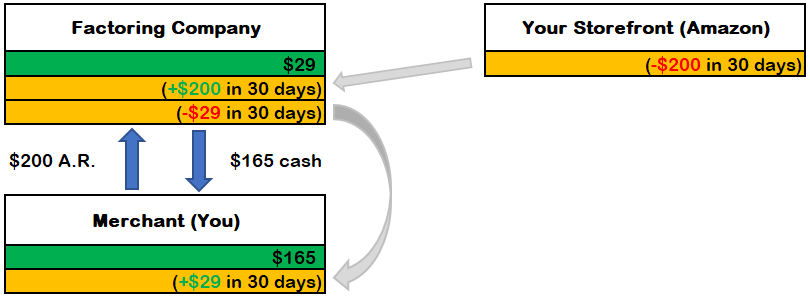 Factoring Company
$29
(+$200 in 30 days)
(-$29 in 30 days)
Your Storefront (Amazon)
(-$200 in 30 days)
$200 A.R.
$165 cash
Merchant (You)
$165
(+$29 in 30 days)